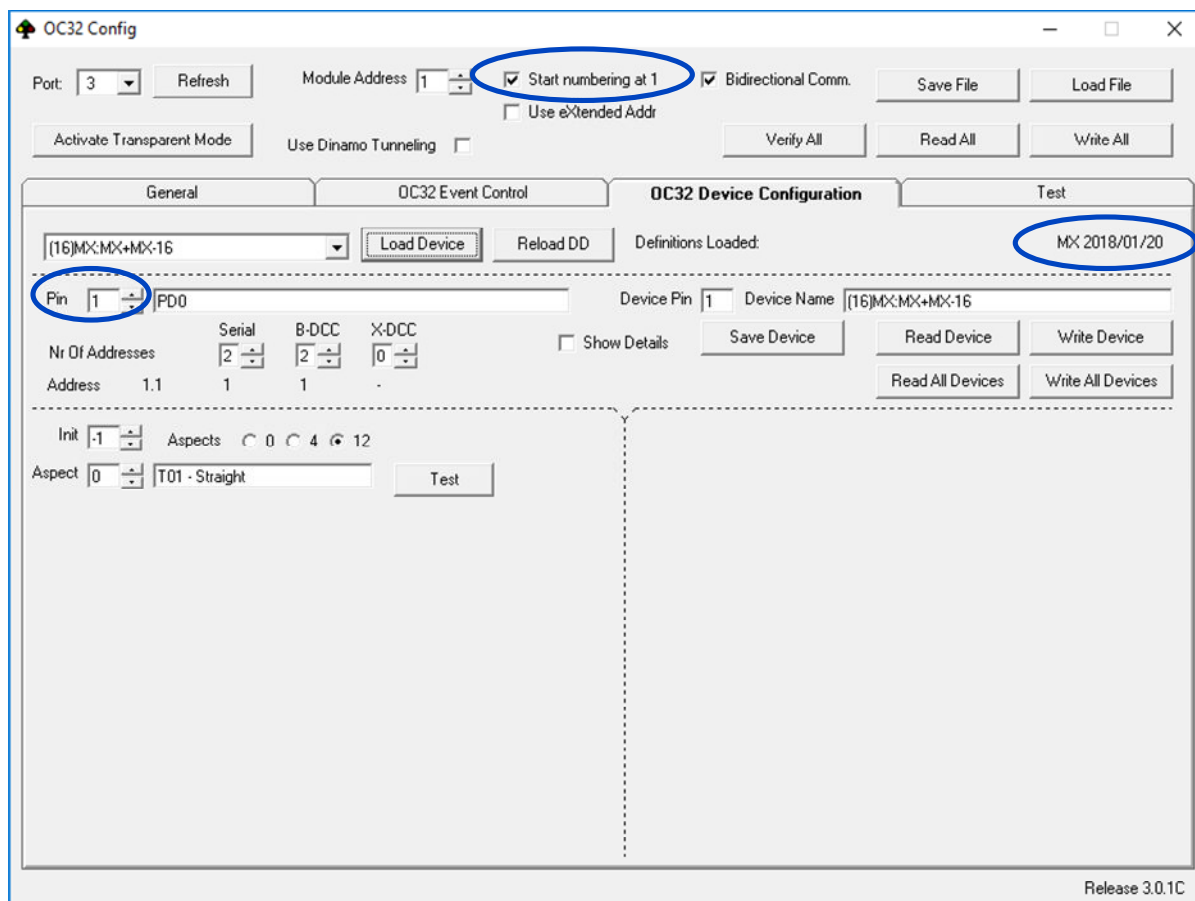 OC32 Config
Port: 3 Refresh Module Address 1 Start numbering at 1 Bidirectional Comm. Save File Load File
Use eXtended Addr
Activate Transparent Mode Use Dinamo Tunneling Verify All Read All Write All
General OC32 Event Control OC32 Device Configuration Test
(16)MX:MX+MX-16 Load Device Reload DD Definitions Loaded: MX 2018/01/20
Pin 1 PD0 Device Pin 1 Device Name (16)MX:MX+MX-16
Serial B-DCC X-DCC
Nr Of Addresses 2 2 0 Show Details Save Device Read Device Write Device
Address 1.1 1 1 - Read All Devices Write All Devices
Init -1 Aspects 0 4 12
Aspect 0 T01 - Straight Test
Release 3.0.1C